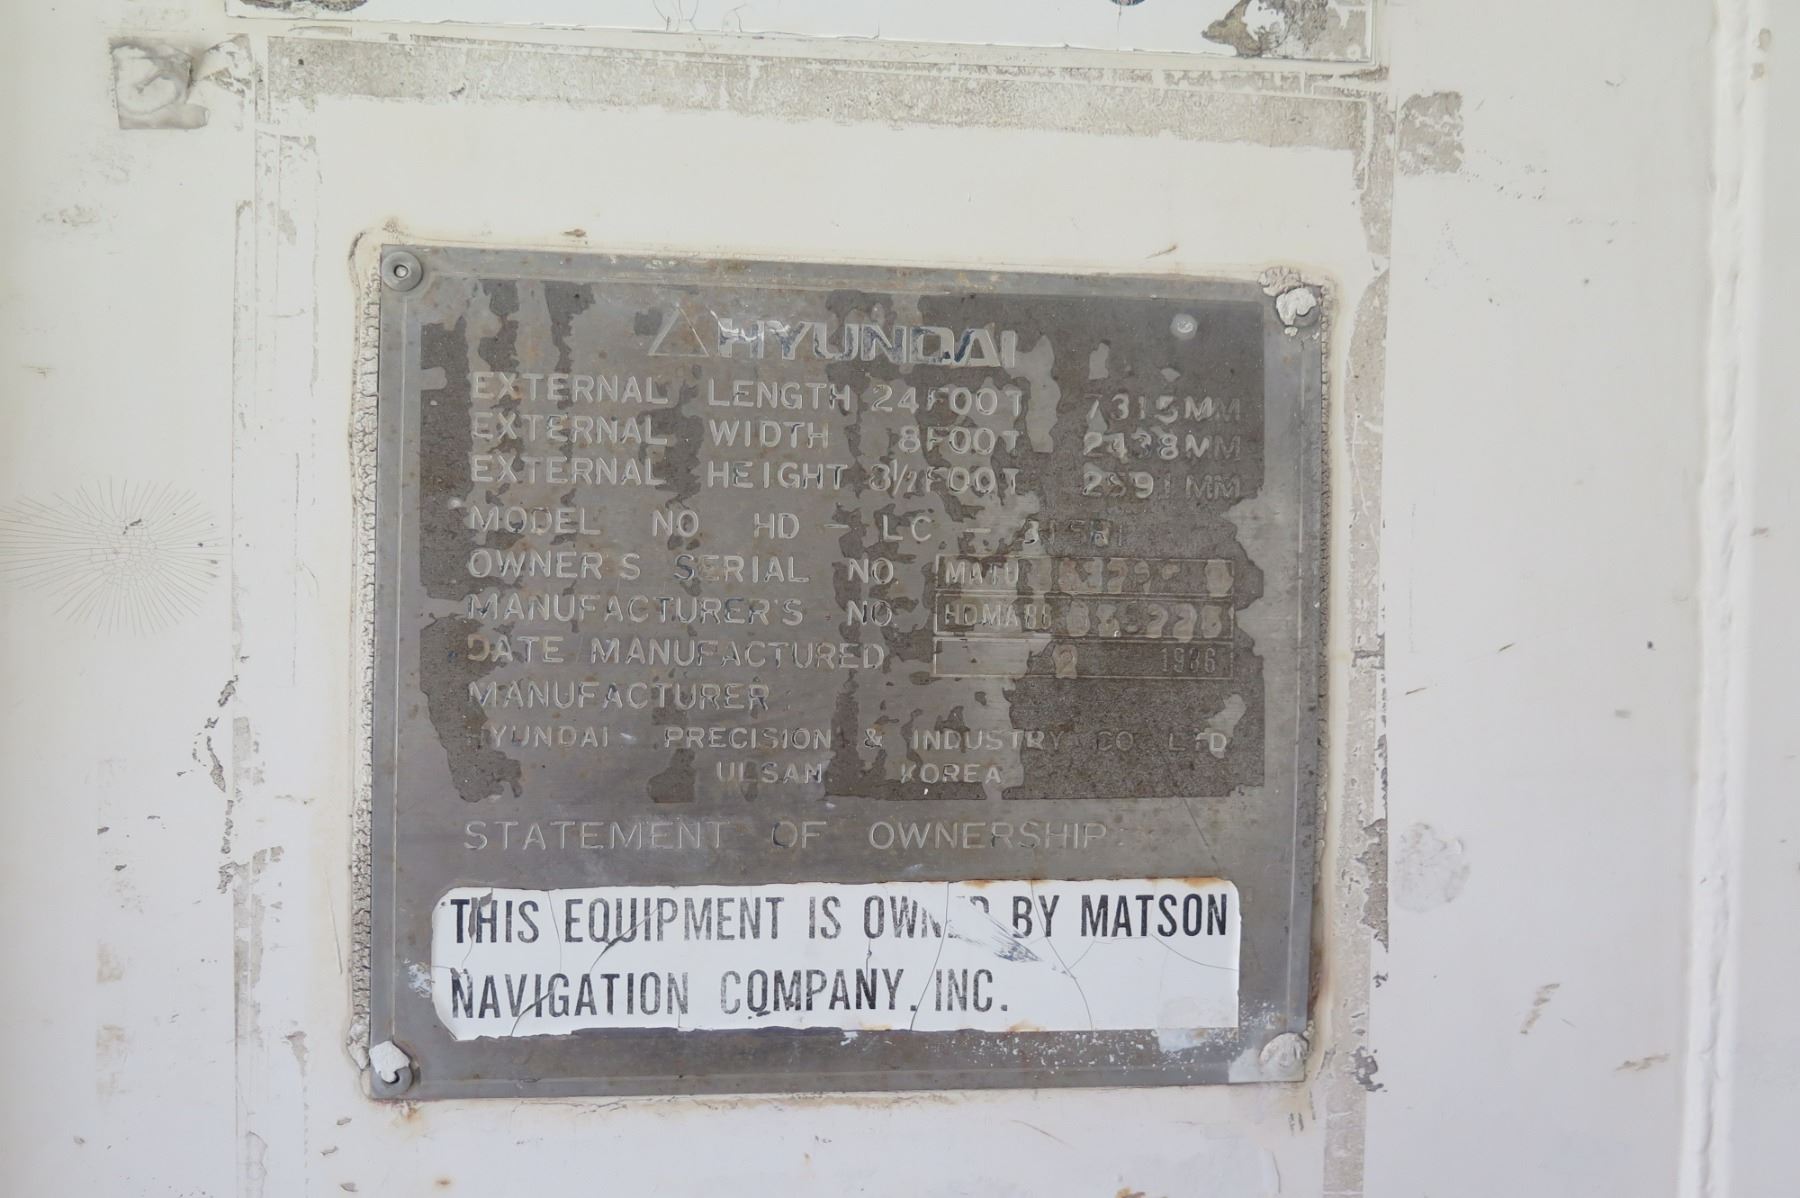 HYUNDAI
EXTERNAL LENGTH 24FOOT 7315MM
EXTERNAL WIDTH 8FOOT 2438MM
EXTERNAL HEIGHT 8½FOOT 2591MM
MODEL NO HD - LC -
OWNER'S SERIAL NO. MATU
MANUFACTURER'S NO.
DATE MANUFACTURED 2 1986
MANUFACTURER:
HYUNDAI PRECISION & INDUSTRY CO LTD
ULSAN, KOREA
STATEMENT OF OWNERSHIP:
THIS EQUIPMENT IS OWNED BY MATSON
NAVIGATION COMPANY. INC.